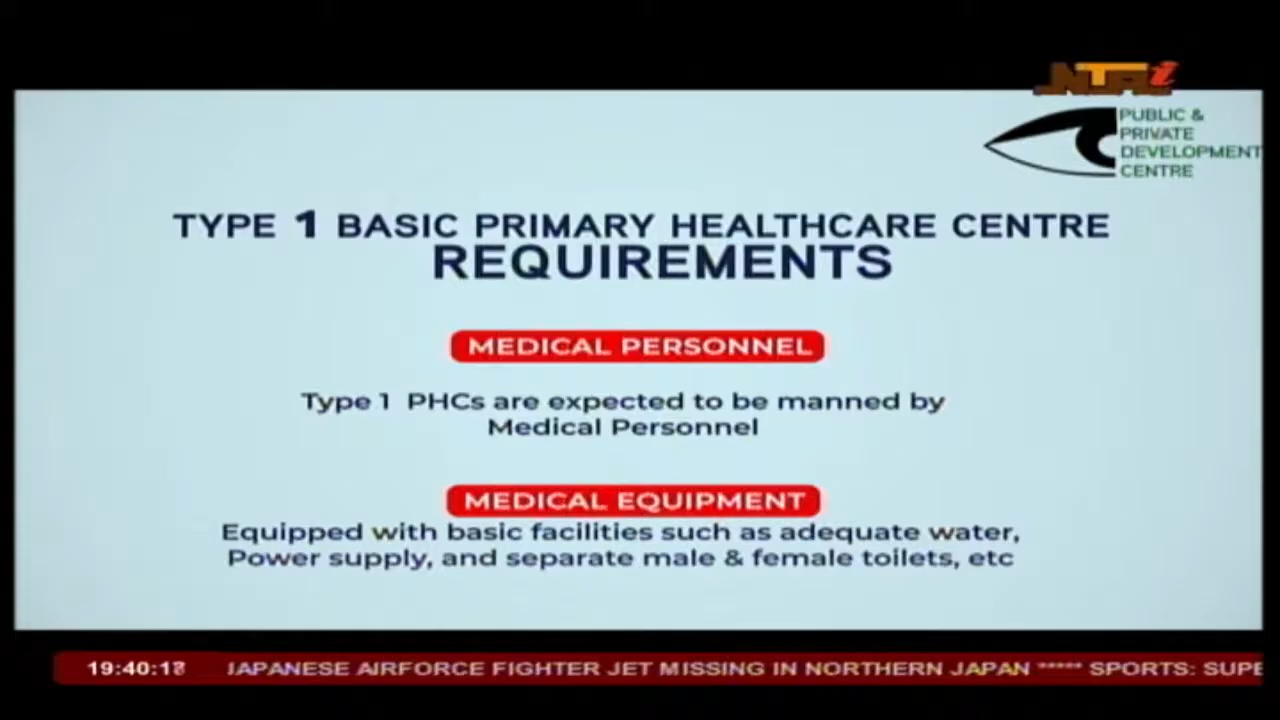 NTAi
PUBLIC &
PRIVATE
DEVELOPMENT
CENTRE
TYPE 1 BASIC PRIMARY HEALTHCARE CENTRE
REQUIREMENTS
MEDICAL PERSONNEL
Type 1 PHCs are expected to be manned by
Medical Personnel
MEDICAL EQUIPMENT
Equipped with basic facilities such as adequate water,
Power supply, and separate male & female toilets, etc
JAPANESE AIRFORCE FIGHTER JET MISSING IN NORTHERN JAPAN ***** SPORTS: SUPE